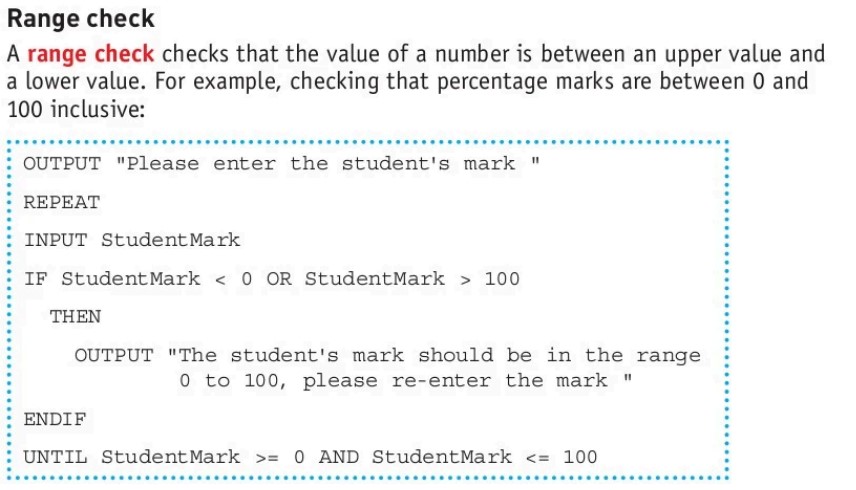 Range check
A range check checks that the value of a number is between an upper value and
a lower value. For example, checking that percentage marks are between 0 and
100 inclusive:
OUTPUT "Please enter the student's mark "
REPEAT
INPUT StudentMark
IF StudentMark < 0 OR StudentMark > 100
THEN
OUTPUT "The student's mark should be in the range
0 to 100, please re-enter the mark "
ENDIF
UNTIL StudentMark >= 0 AND StudentMark <= 100